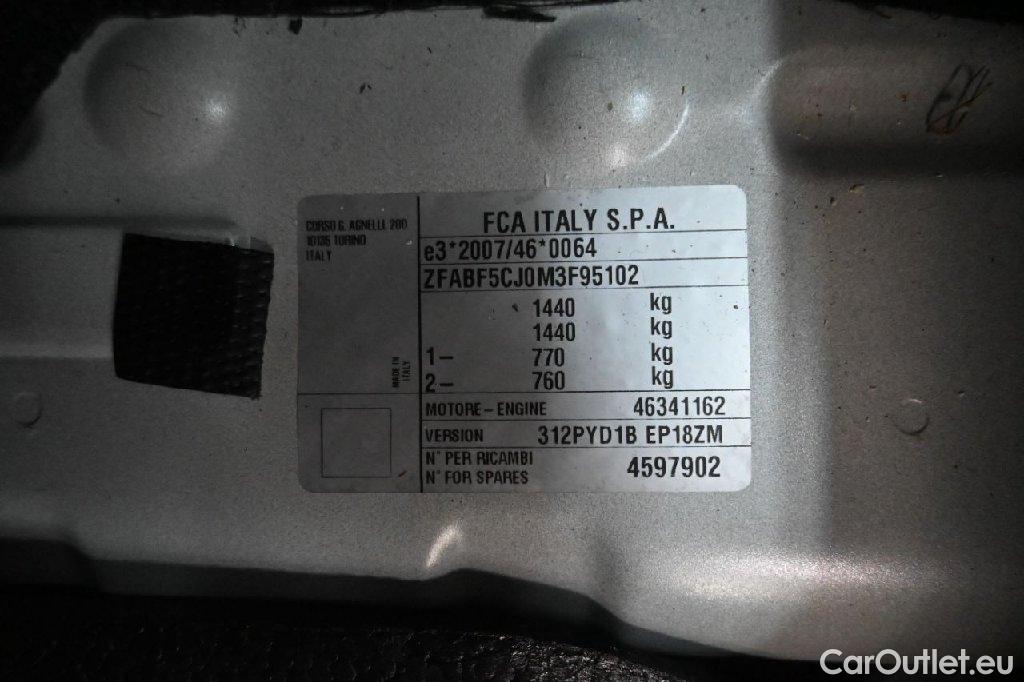 CORSO G. AGNELLI, 200
10135 TORINO
ITALY
MADE IN
ITALY
FCA ITALY S.P.A.
e3*2007/46*0064
ZFABF5CJ0M3F95102
1440 kg
1440 kg
1– 770 kg
2– 760 kg
MOTORE–ENGINE 46341162
VERSION 312PYD1B EP18ZM
N° PER RICAMBI
N° FOR SPARES
4597902
CarOutlet.eu